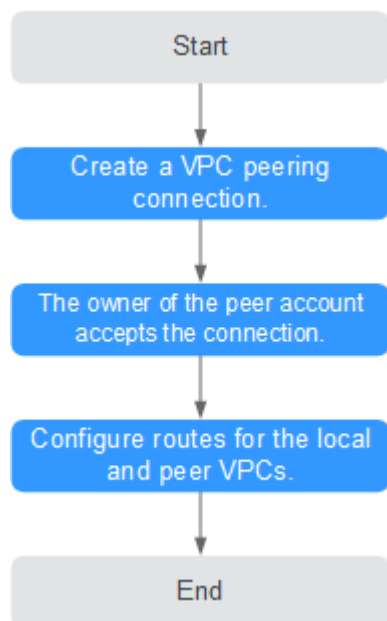 Start
Create a VPC peering
connection.
The owner of the peer account
accepts the connection.
Configure routes for the local
and peer VPCs.
End